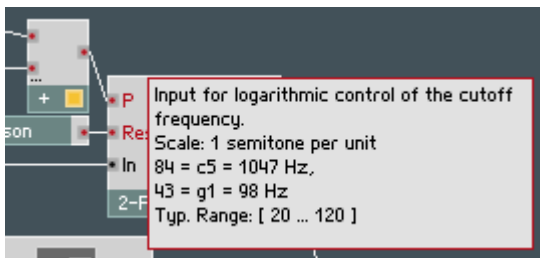 ...
+
P
son
Res
In
2-F
Input for logarithmic control of the cutoff
frequency.
Scale: 1 semitone per unit
84 = c5 = 1047 Hz,
43 = g1 = 98 Hz
Typ. Range: [ 20 ... 120 ]